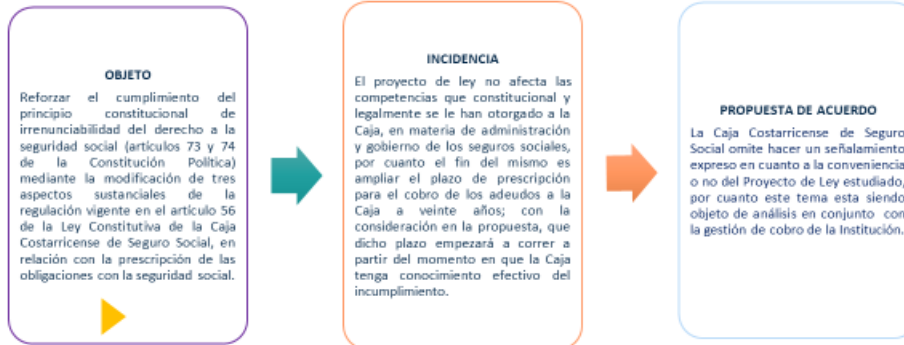 OBJETO
Reforzar el cumplimiento del
principio constitucional de
irrenunciabilidad del derecho a la
seguridad social (artículos 73 y 74
de la Constitución Política)
mediante la modificación de tres
aspectos sustanciales de la
regulación vigente en el artículo 56
de la Ley Constitutiva de la Caja
Costarricense de Seguro Social, en
relación con la prescripción de las
obligaciones con la seguridad social.
INCIDENCIA
El proyecto de ley no afecta las
competencias que constitucional y
legalmente se le han otorgado a la
Caja, en materia de administración
y gobierno de los seguros sociales,
por cuanto el fin del mismo es
ampliar el plazo de prescripción
para el cobro de los adeudos a la
Caja a veinte años; con la
consideración en la propuesta, que
dicho plazo empezará a correr a
partir del momento en que la Caja
tenga conocimiento efectivo del
incumplimiento.
PROPUESTA DE ACUERDO
La Caja Costarricense de Seguro
Social omite hacer un señalamiento
expreso en cuanto a la conveniencia
o no del Proyecto de Ley estudiado,
por cuanto este tema esta siendo
objeto de análisis en conjunto con
la gestión de cobro de la Institución.